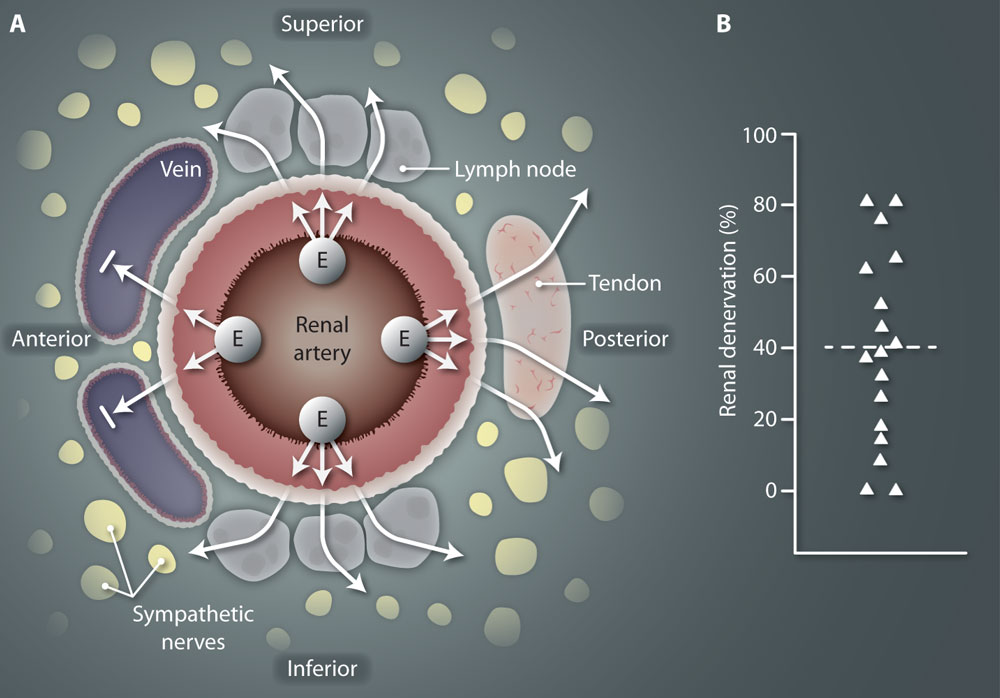 A
Superior
Vein
Lymph node
E
Tendon
Anterior
E
Renal
artery
E
Posterior
E
Sympathetic
nerves
Inferior
B
Renal denervation (%)
100
80
60
40
20
0